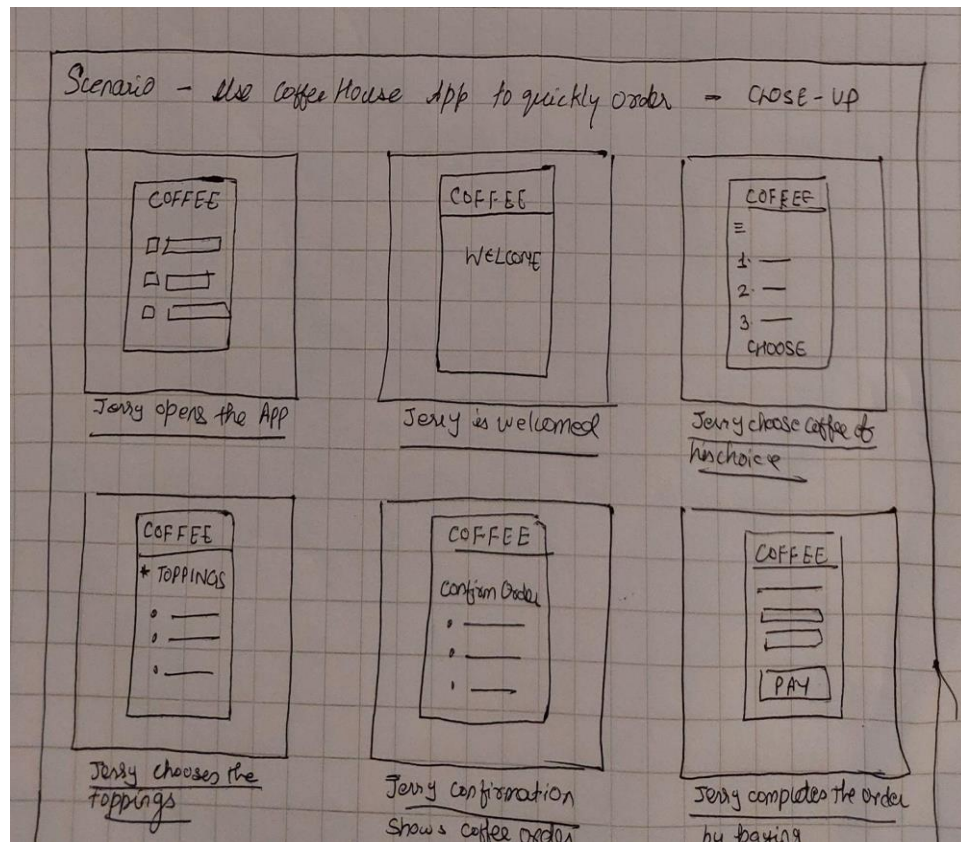 Scenario - Use Coffee House App to quickly order - CLOSE-UP
COFFEE
Jerry opens the App
COFFEE
WELCOME
Jerry is welcomed
COFFEE
1.
2.
3.
CHOOSE
Jerry choose coffee of
his choice
COFFEE
* TOPPINGS
Jerry chooses the
toppings
COFFEE
Confirm Order
Jerry confirmation
Shows coffee order
COFFEE
PAY
Jerry completes the order
by paying